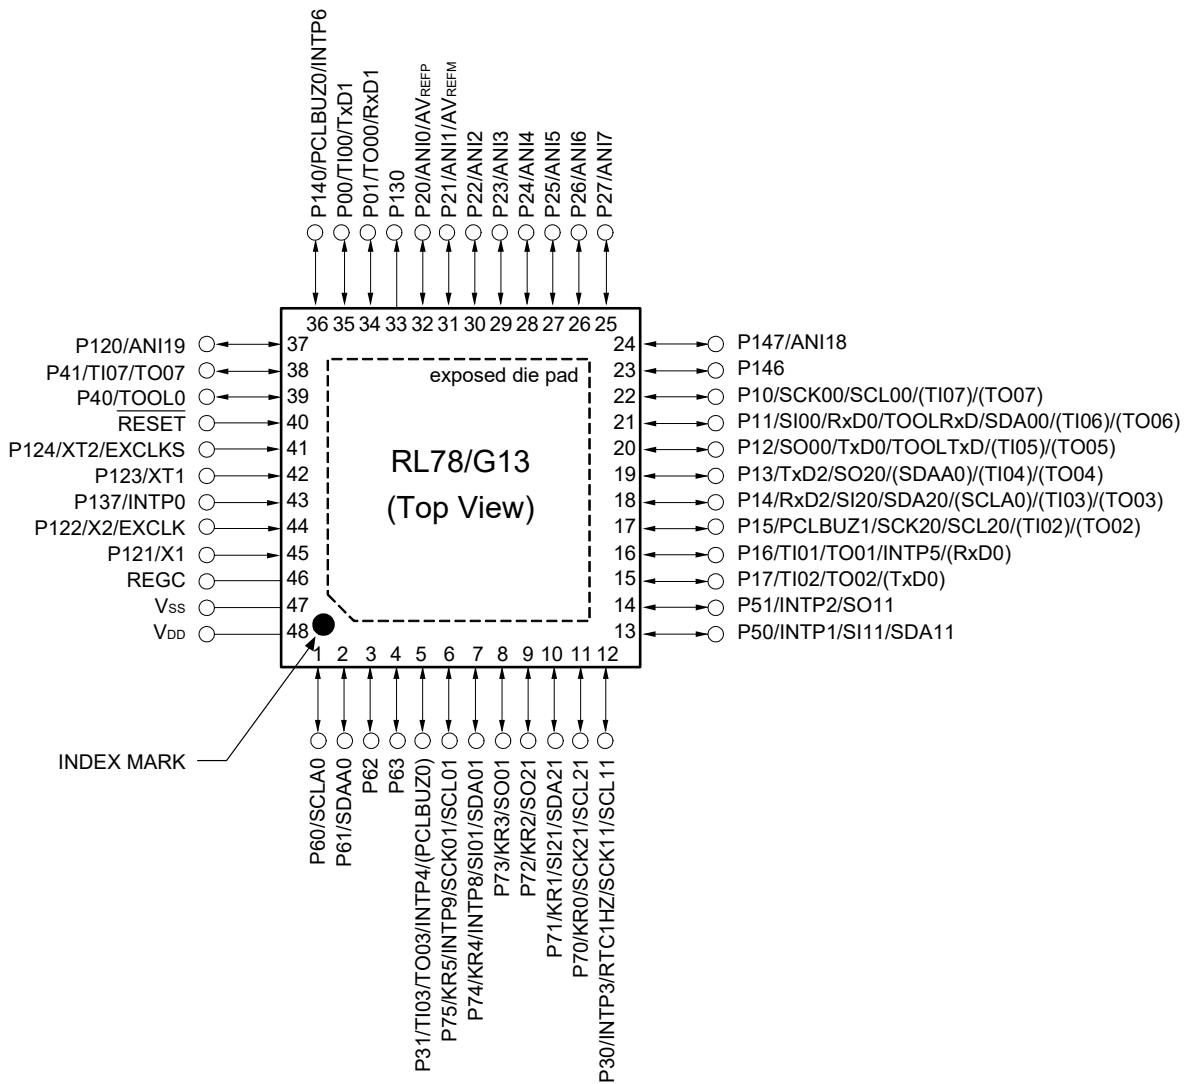 P140/PCLBUZ0/INTP6
P00/TI00/TxD1
P01/TO00/RxD1
P130
P20/ANI0/AVREFP
P21/ANI1/AVREFM
P22/ANI2
P23/ANI3
P24/ANI4
P25/ANI5
P26/ANI6
P27/ANI7
36 35 34 33 32 31 30 29 28 27 26 25
P120/ANI19 37
P41/TI07/TO07 38
P40/TOOL0 39
RESET 40
P124/XT2/EXCLKS 41
P123/XT1 42
P137/INTP0 43
P122/X2/EXCLK 44
P121/X1 45
REGC 46
VSS 47
VDD 48
exposed die pad
RL78/G13
(Top View)
24 P147/ANI18
23 P146
22 P10/SCK00/SCL00/(TI07)/(TO07)
21 P11/SI00/RxD0/TOOLRxD/SDA00/(TI06)/(TO06)
20 P12/SO00/TxD0/TOOLTxD/(TI05)/(TO05)
19 P13/TxD2/SO20/(SDAA0)/(TI04)/(TO04)
18 P14/RxD2/SI20/SDA20/(SCLA0)/(TI03)/(TO03)
17 P15/PCLBUZ1/SCK20/SCL20/(TI02)/(TO02)
16 P16/TI01/TO01/INTP5/(RxD0)
15 P17/TI02/TO02/(TxD0)
14 P51/INTP2/SO11
13 P50/INTP1/SI11/SDA11
1 2 3 4 5 6 7 8 9 10 11 12
INDEX MARK
P60/SCLA0
P61/SDAA0
P62
P63
P31/TI03/TO03/INTP4/(PCLBUZ0)
P75/KR5/INTP9/SCK01/SCL01
P74/KR4/INTP8/SI01/SDA01
P73/KR3/SO01
P72/KR2/SO21
P71/KR1/SI21/SDA21
P70/KR0/SCK21/SCL21
P30/INTP3/RTC1HZ/SCK11/SCL11